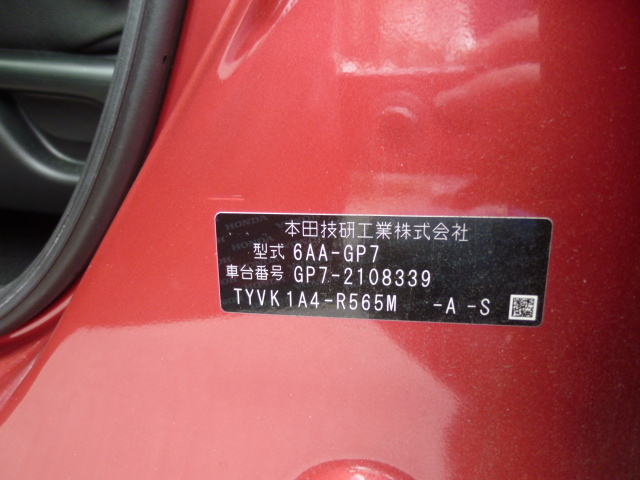 本田技研工業株式会社
型式 6AA-GP7
車台番号 GP7-2108339
TYVK1A4-R565M -A -S